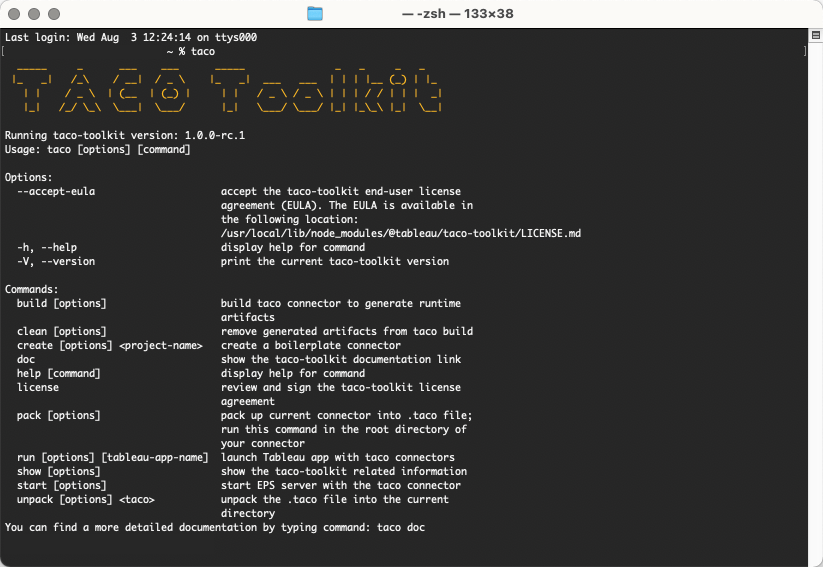 — -zsh — 133×38
Last login: Wed Aug  3 12:24:14 on ttys000
[ ~ % taco ]
TACO Toolkit
Running taco-toolkit version: 1.0.0-rc.1
Usage: taco [options] [command]
Options:
  --accept-eula                     accept the taco-toolkit end-user license
                                    agreement (EULA). The EULA is available in
                                    the following location:
                                    /usr/local/lib/node_modules/@tableau/taco-toolkit/LICENSE.md
  -h, --help                        display help for command
  -V, --version                     print the current taco-toolkit version
Commands:
  build [options]                   build taco connector to generate runtime
                                    artifacts
  clean [options]                   remove generated artifacts from taco build
  create [options] <project-name>   create a boilerplate connector
  doc                               show the taco-toolkit documentation link
  help [command]                    display help for command
  license                           review and sign the taco-toolkit license
                                    agreement
  pack [options]                    pack up current connector into .taco file;
                                    run this command in the root directory of
                                    your connector
  run [options] [tableau-app-name]  launch Tableau app with taco connectors
  show [options]                    show the taco-toolkit related information
  start [options]                   start EPS server with the taco connector
  unpack [options] <taco>           unpack the .taco file into the current
                                    directory
You can find a more detailed documentation by typing command: taco doc